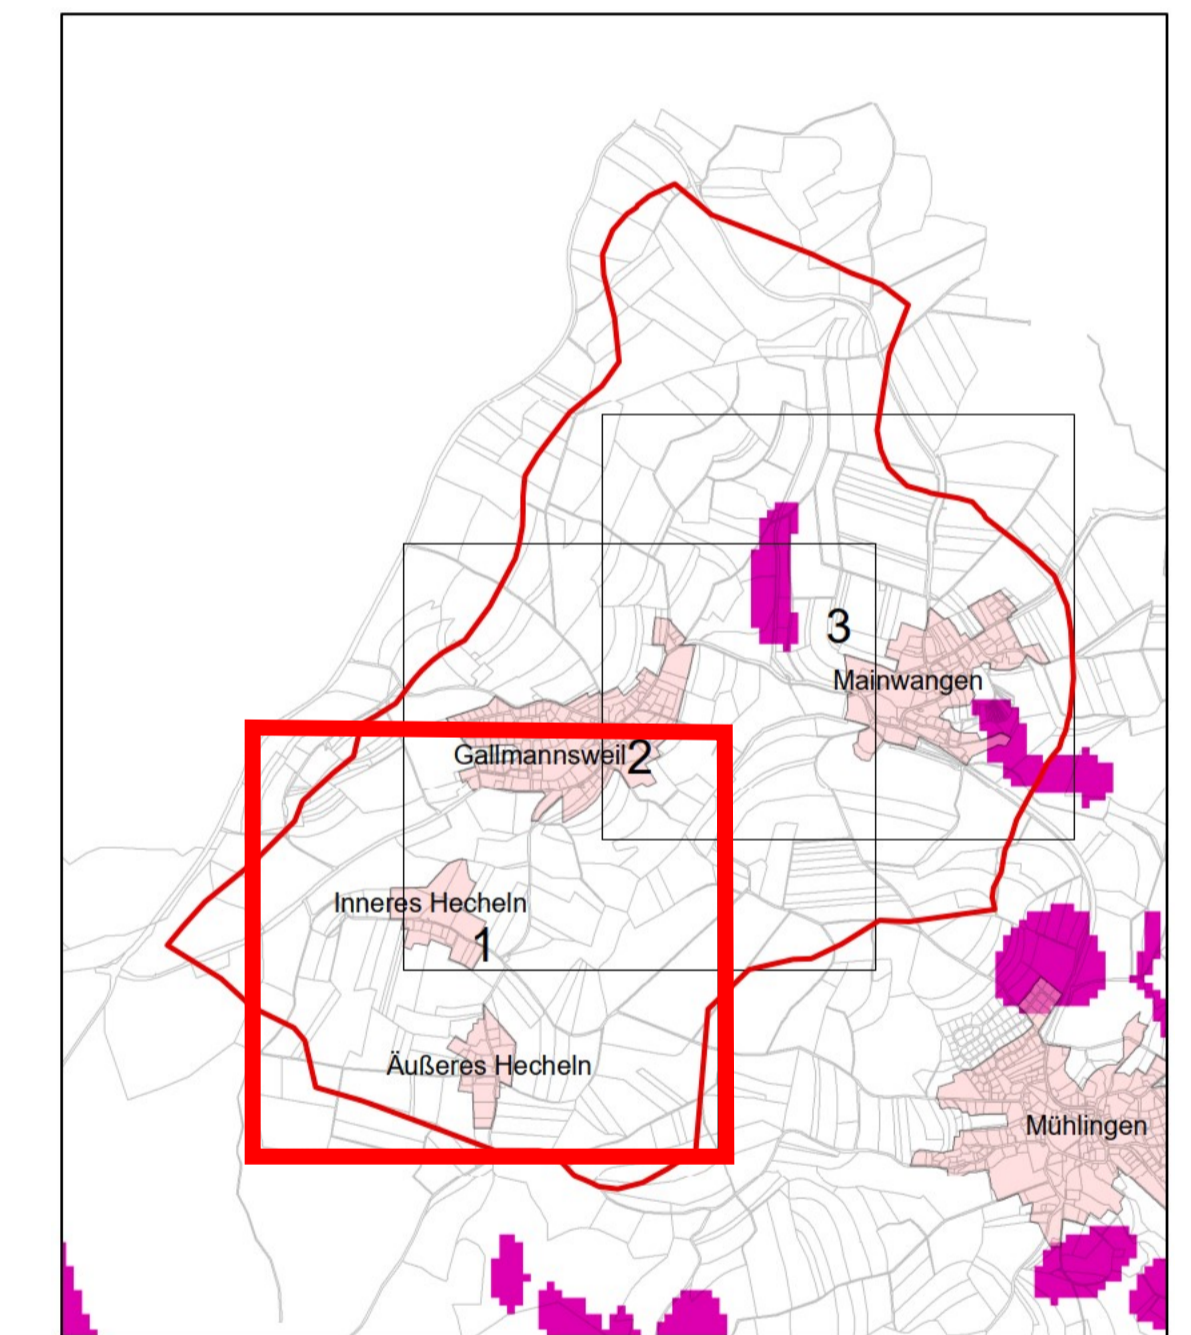 3
Mainwangen
Gallmannsweil
2
Inneres Hecheln
1
Äußeres Hecheln
Mühlingen